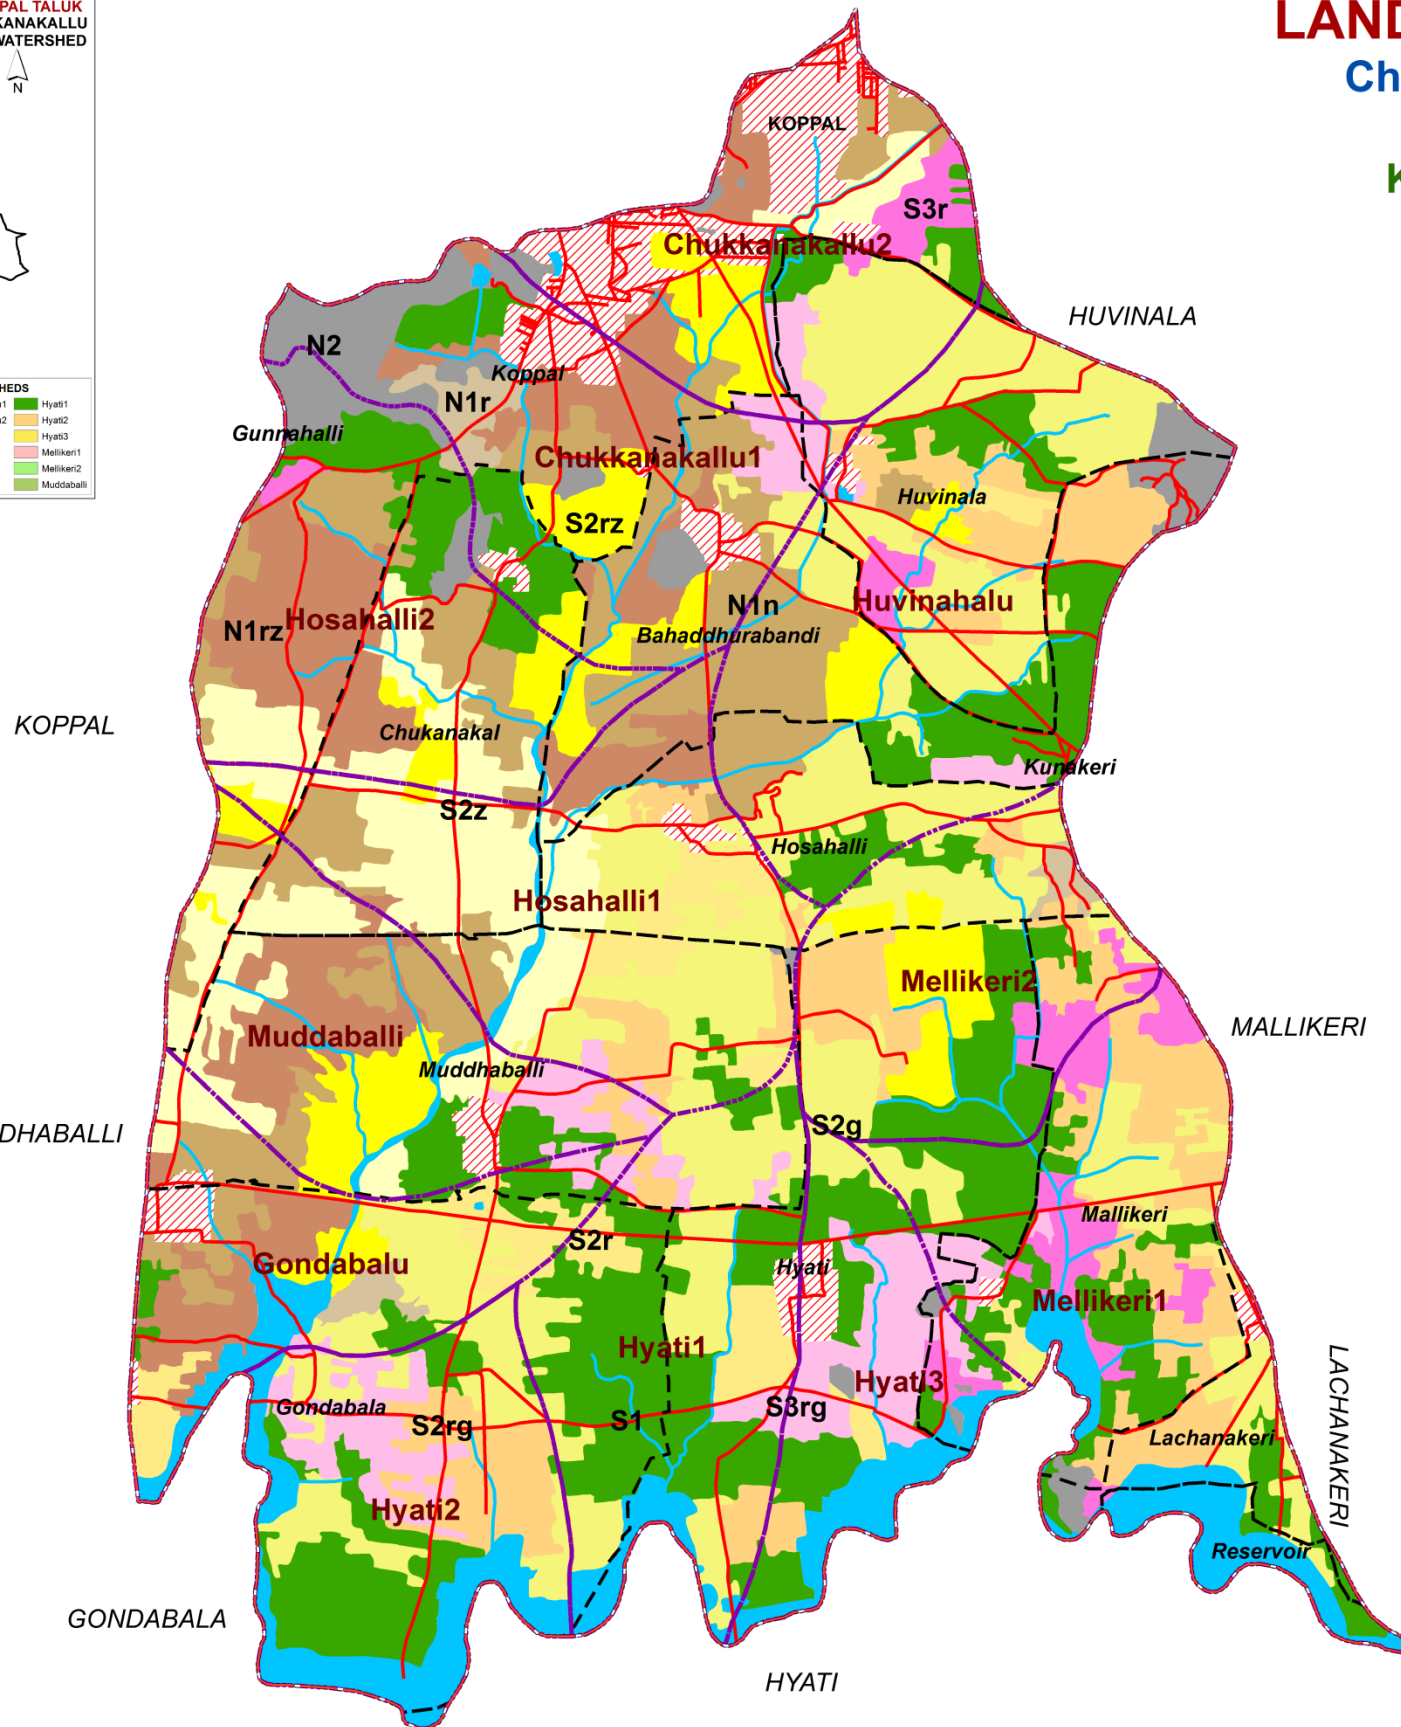 PAL TALUK
KANAKALLU
WATERSHED
N
LAND
Ch
K
KOPPAL
S3r
Chukkanakallu2
HUVINALA
N2
Koppal
N1r
Gunnahalli
HEDS
Hyati1
Hyati2
Hyati3
Mellikeri1
Mellikeri2
Muddaballi
Chukkanakallu1
Huvinala
S2rz
N1n
Huvinahalu
Hosahalli2
N1rz
Bahaddhurabandi
KOPPAL
Chukanakal
Kunakeri
S2z
Hosahalli
Hosahalli1
Mellikeri2
Muddaballi
MALLIKERI
Muddhaballi
DHABALLI
S2g
Mallikeri
S2r
Gondabalu
Hyati
Mellikeri1
Hyati1
Hyati3
LACHANAKERI
Gondabala
S3rg
S2rg
S1
Lachanakeri
Hyati2
Reservoir
GONDABALA
HYATI